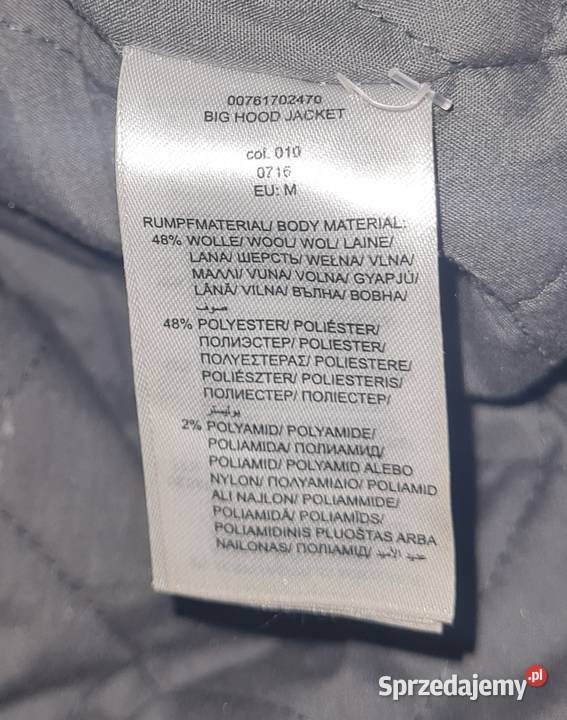 00761702470
BIG HOOD JACKET
col. 010
0716
EU: M
RUMPFMATERIAL/ BODY MATERIAL:
48% WOLLE/ WOOL/ WOL/ LAINE/
LANA/ ШЕРСТЬ/ WEŁNA/ VLNA/
ΜΑΛΛΙ/ VUNA/ VOLNA/ GYAPJÚ/
LÂNĂ/ VILNA/ ВЪЛНА/ ВОВНА/
صوف
48% POLYESTER/ POLIÉSTER/
ПОЛИЭСТЕР/ POLIESTER/
ΠΟΛΥΕΣΤΕΡΑΣ/ POLIESTERE/
POLIÉSZTER/ POLIESTERIS/
ПОЛИЕСТЕР/ ПОЛІЕСТЕР/
بوليستر
2% POLYAMID/ POLYAMIDE/
POLIAMIDA/ ПОЛИАМИД/
POLIAMID/ POLYAMID ALEBO
NYLON/ ΠΟΛΥΑΜΙΔΙΟ/ POLIAMID
ALI NAJLON/ POLIAMMIDE/
POLIAMIDĂ/ POLIAMĪDS/
POLIAMIDINIS PLUOŠTAS ARBA
NAILONAS/ ПОЛІАМІД/
Sprzedajemy.pl